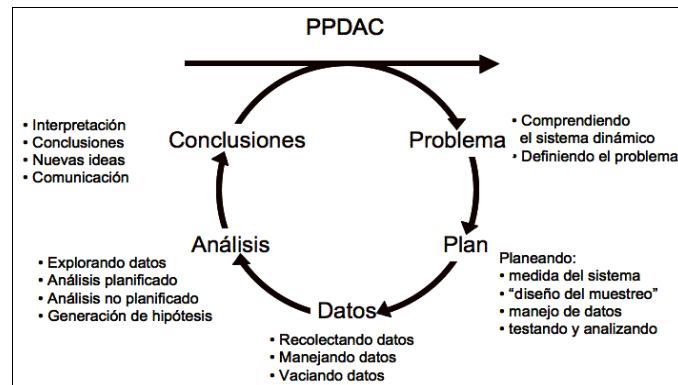 PPDAC
Problema
• Comprendiendo
el sistema dinámico
• Definiendo el problema
Plan
Planeando:
• medida del sistema
• “diseño del muestreo”
• manejo de datos
• testando y analizando
Datos
• Recolectando datos
• Manejando datos
• Vaciando datos
Análisis
• Explorando datos
• Análisis planificado
• Análisis no planificado
• Generación de hipótesis
Conclusiones
• Interpretación
• Conclusiones
• Nuevas ideas
• Comunicación